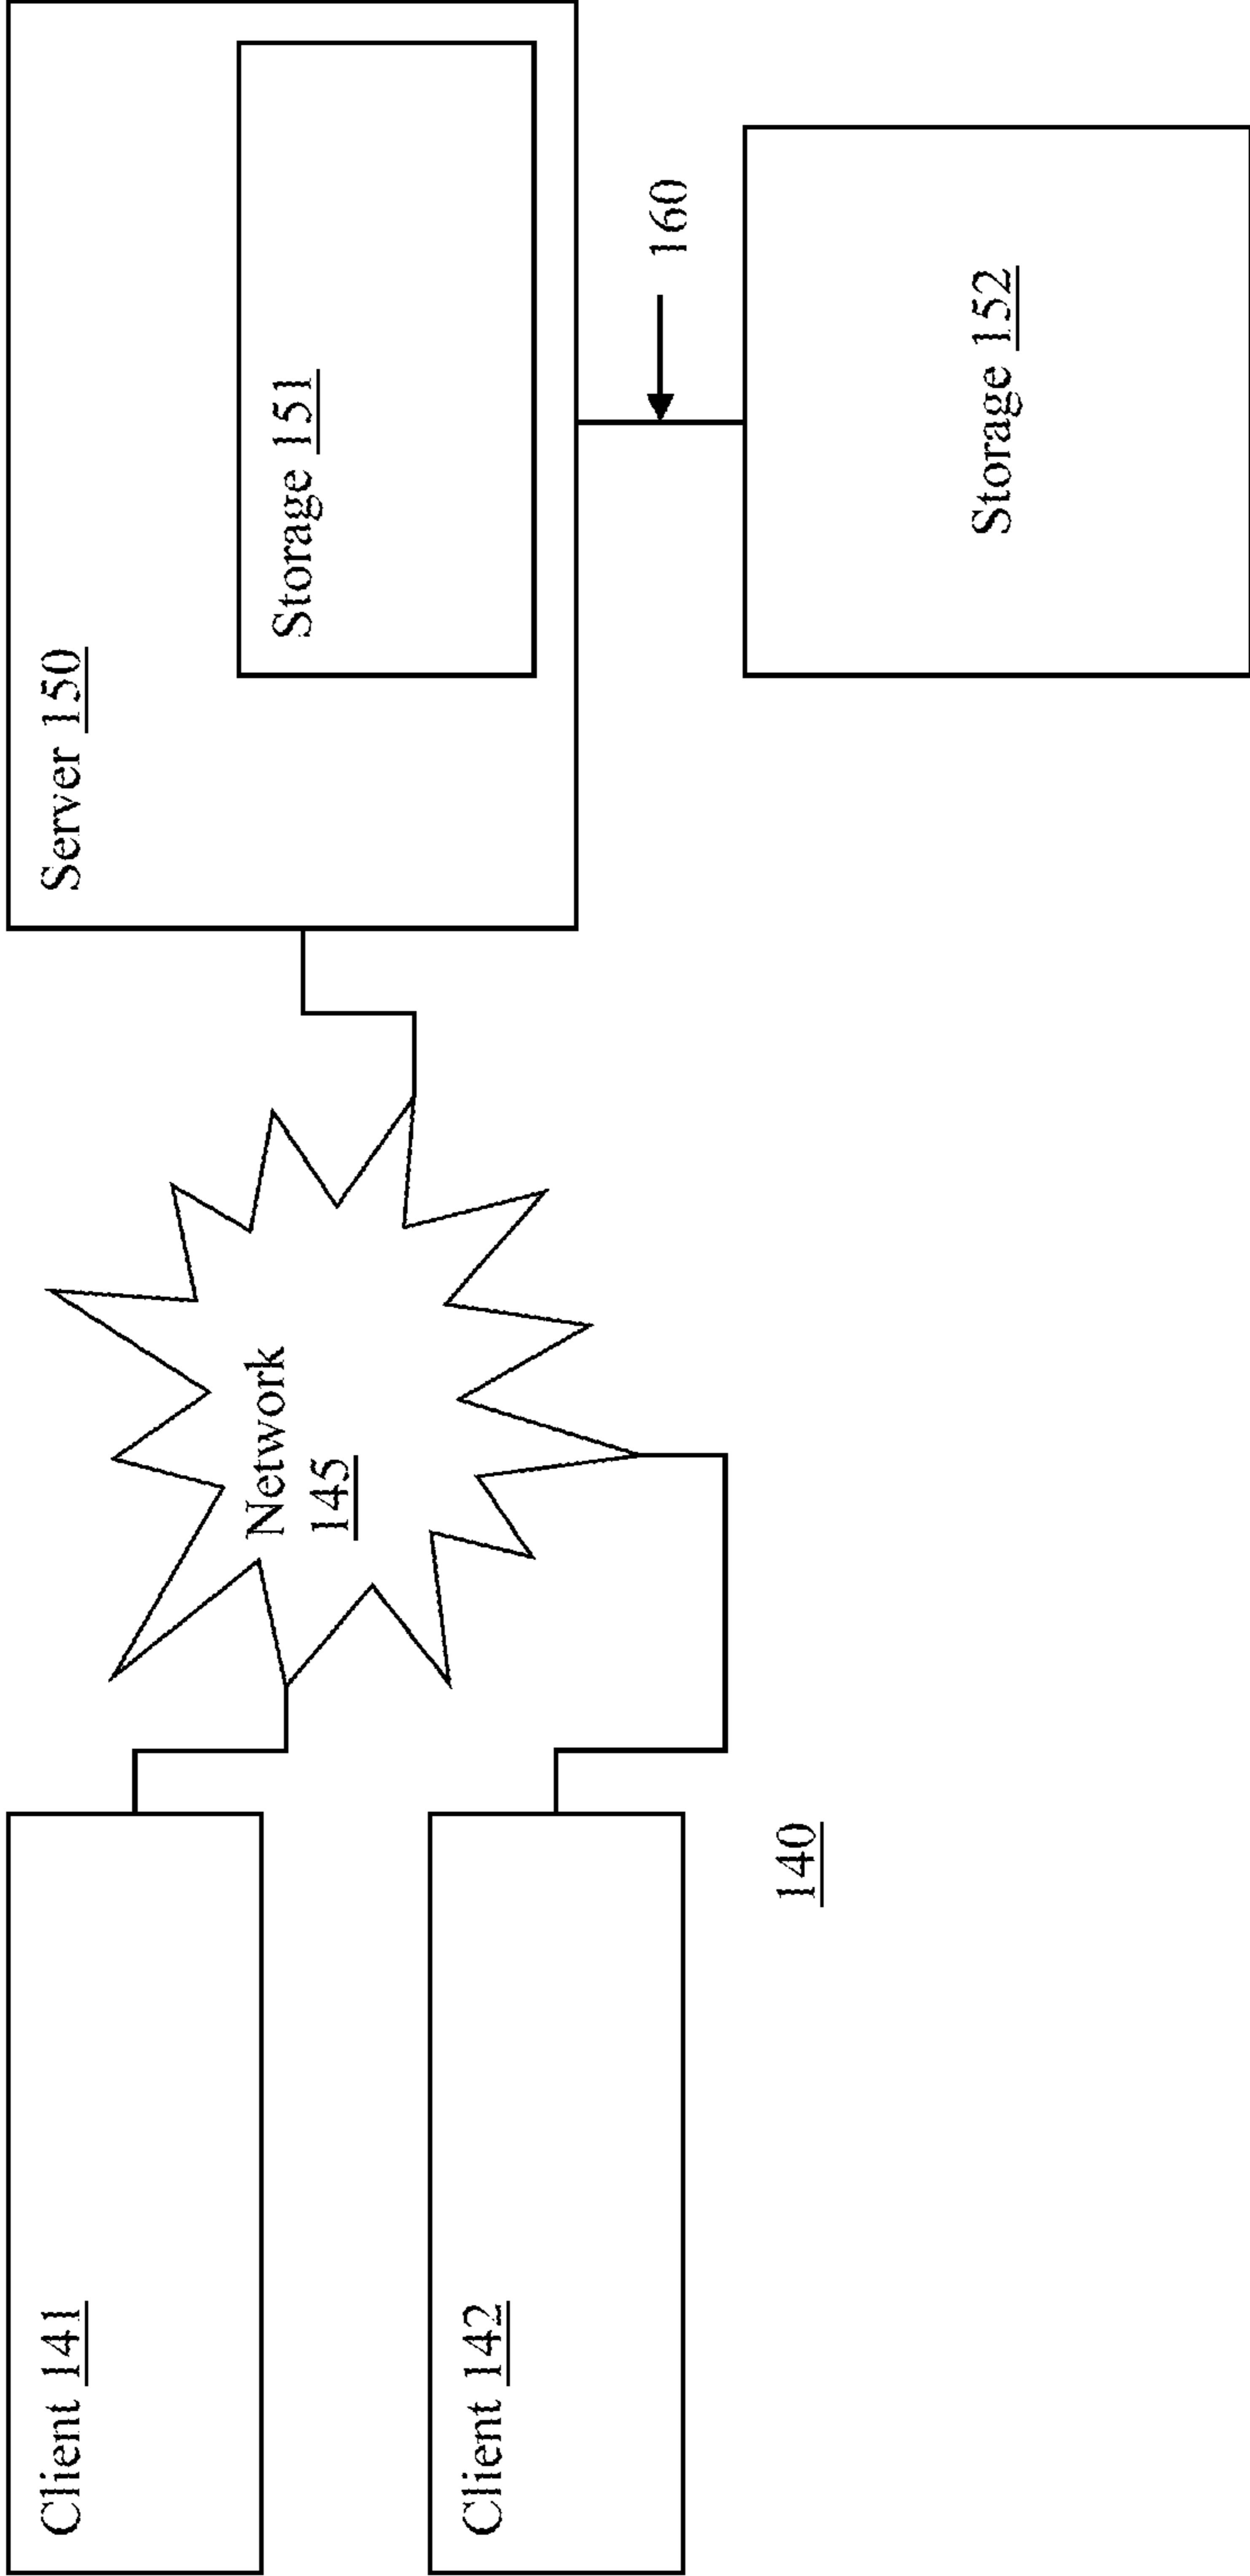 Client 141
Client 142
140
Network
145
Server 150
Storage 151
160
Storage 152